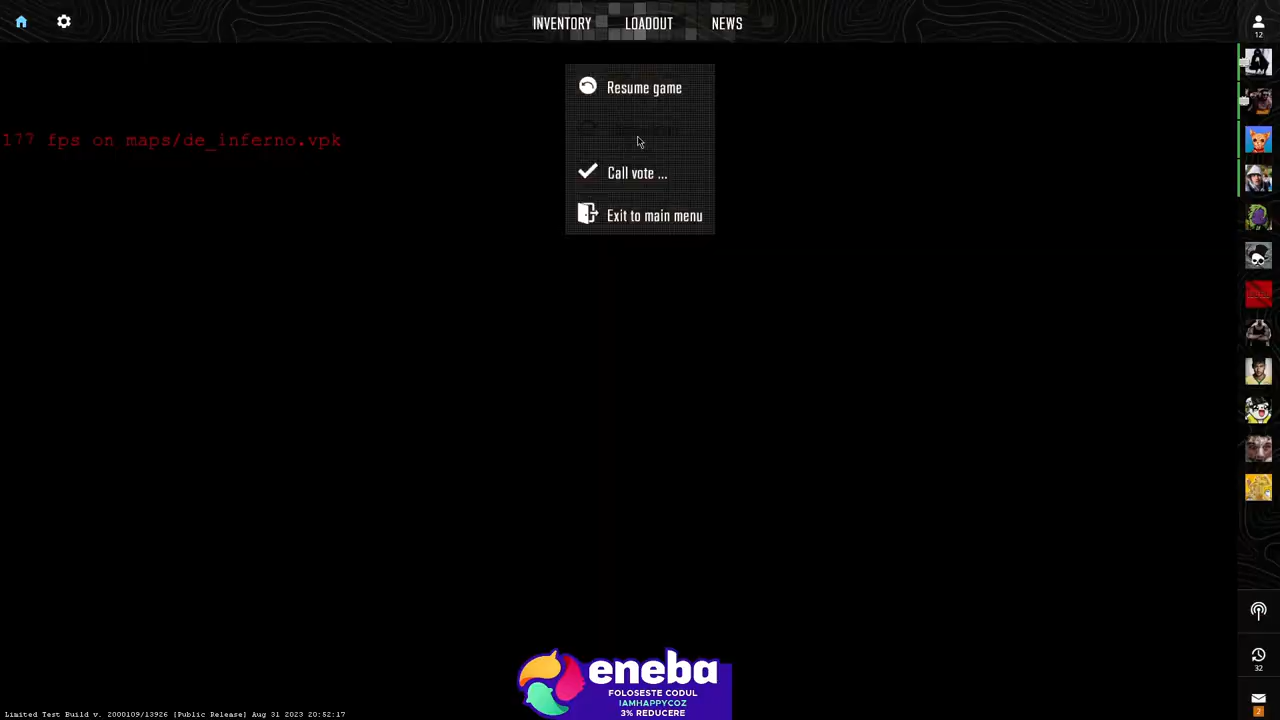 INVENTORY
LOADOUT
NEWS
12
Resume game
177 fps on maps/de_inferno.vpk
Call vote ...
Exit to main menu
32
2
eneba
FOLOSESTE CODUL
IAMHAPPYCOZ
3% REDUCERE
Limited Test Build v. 2000109/13926 [Public Release] Aug 31 2023 20:52:17